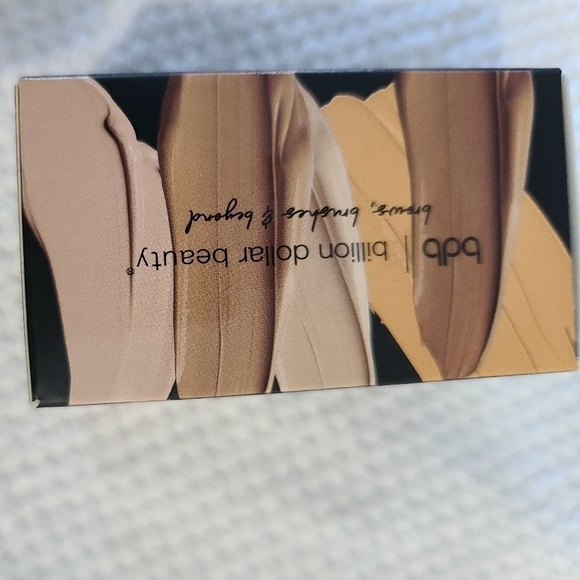 bdb | billion dollar beauty®
brows, brushes & beyond